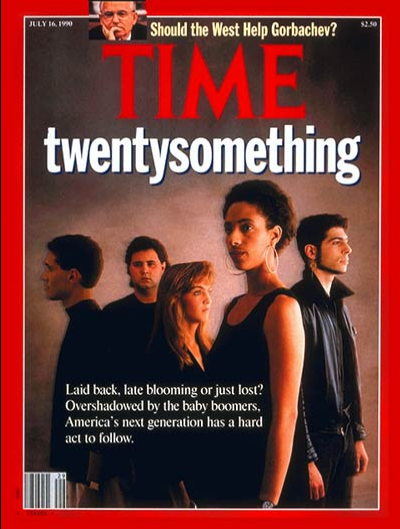 JULY 16, 1990
Should the West Help Gorbachev?
$2.50
TIME
twentysomething
Laid back, late blooming or just lost?
Overshadowed by the baby boomers,
America's next generation has a hard
act to follow.
29